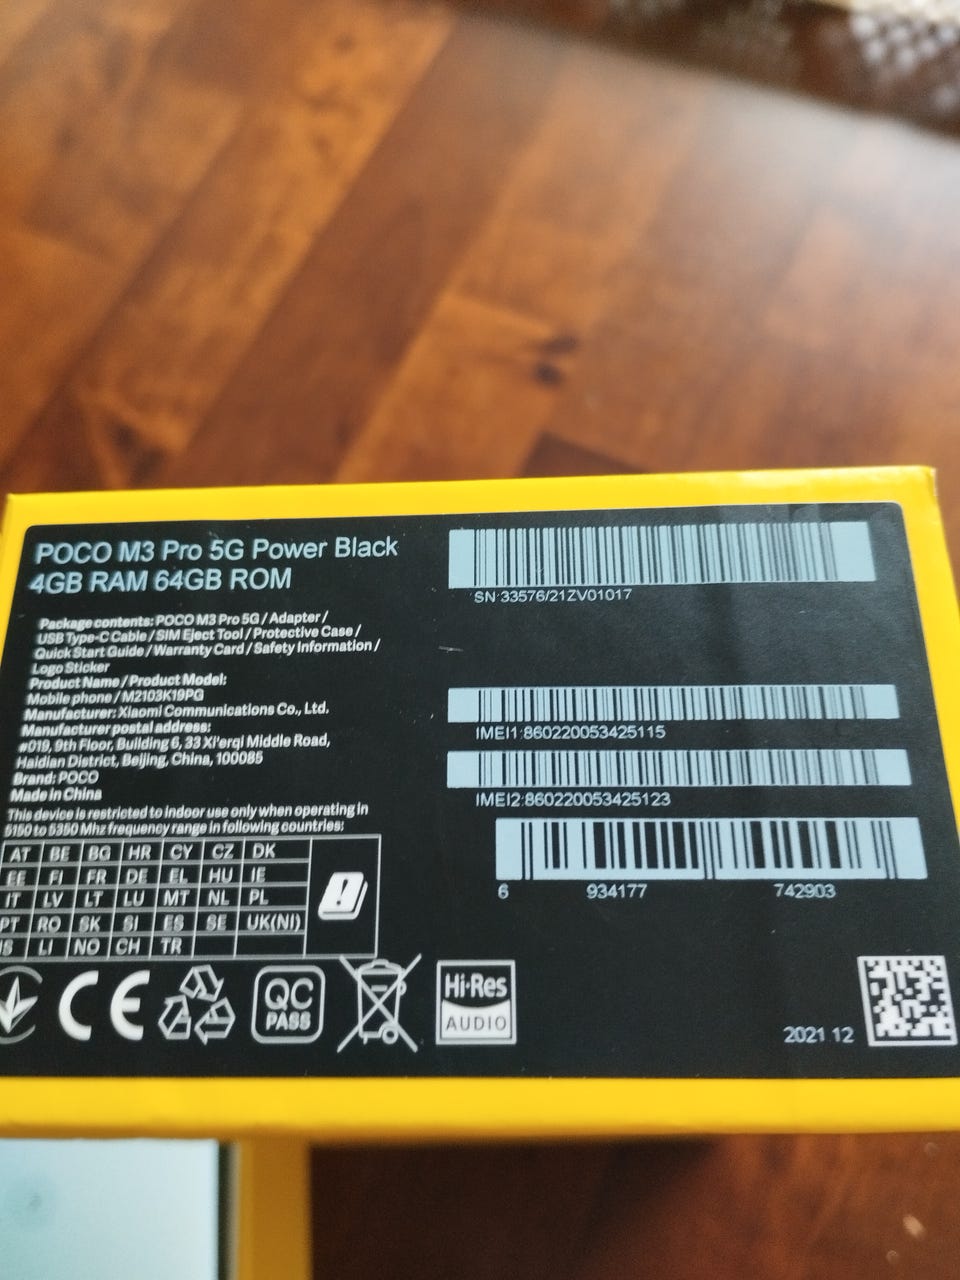 POCO M3 Pro 5G Power Black
4GB RAM 64GB ROM
Package contents: POCO M3 Pro 5G / Adapter /
USB Type-C Cable / SIM Eject Tool / Protective Case /
Quick Start Guide / Warranty Card / Safety Information /
Logo Sticker
Product Name / Product Model:
Mobile phone / M2103K19PG
Manufacturer: Xiaomi Communications Co., Ltd.
Manufacturer postal address:
#019, 9th Floor, Building 6, 33 Xi'erqi Middle Road,
Haidian District, Beijing, China, 100085
Brand: POCO
Made in China
This device is restricted to indoor use only when operating in
5150 to 5350 Mhz frequency range in following countries:
AT BE BG HR CY CZ DK
EE FI FR DE EL HU IE
IT LV LT LU MT NL PL
PT RO SK SI ES SE UK(NI)
IS LI NO CH TR
CE
QC
PASS
Hi-Res
AUDIO
SN:33576/21ZV01017
IMEI1:860220053425115
IMEI2:860220053425123
6 934177 742903
2021.12